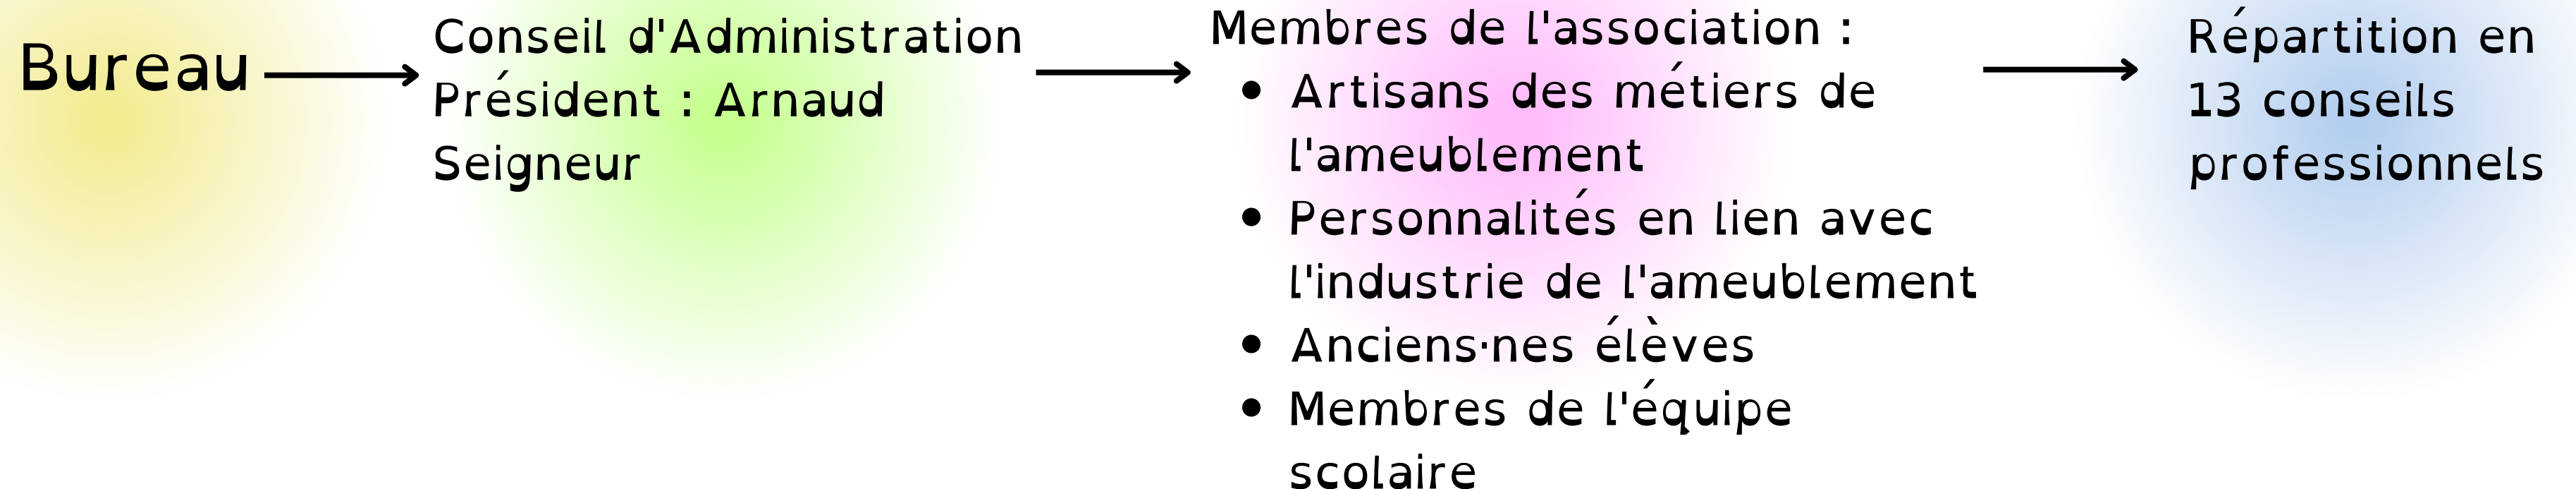 Bureau
Conseil d'Administration
Président : Arnaud
Seigneur
Membres de l'association :
• Artisans des métiers de
l'ameublement
• Personnalités en lien avec
l'industrie de l'ameublement
• Anciens·nes élèves
• Membres de l'équipe
scolaire
Répartition en
13 conseils
professionnels